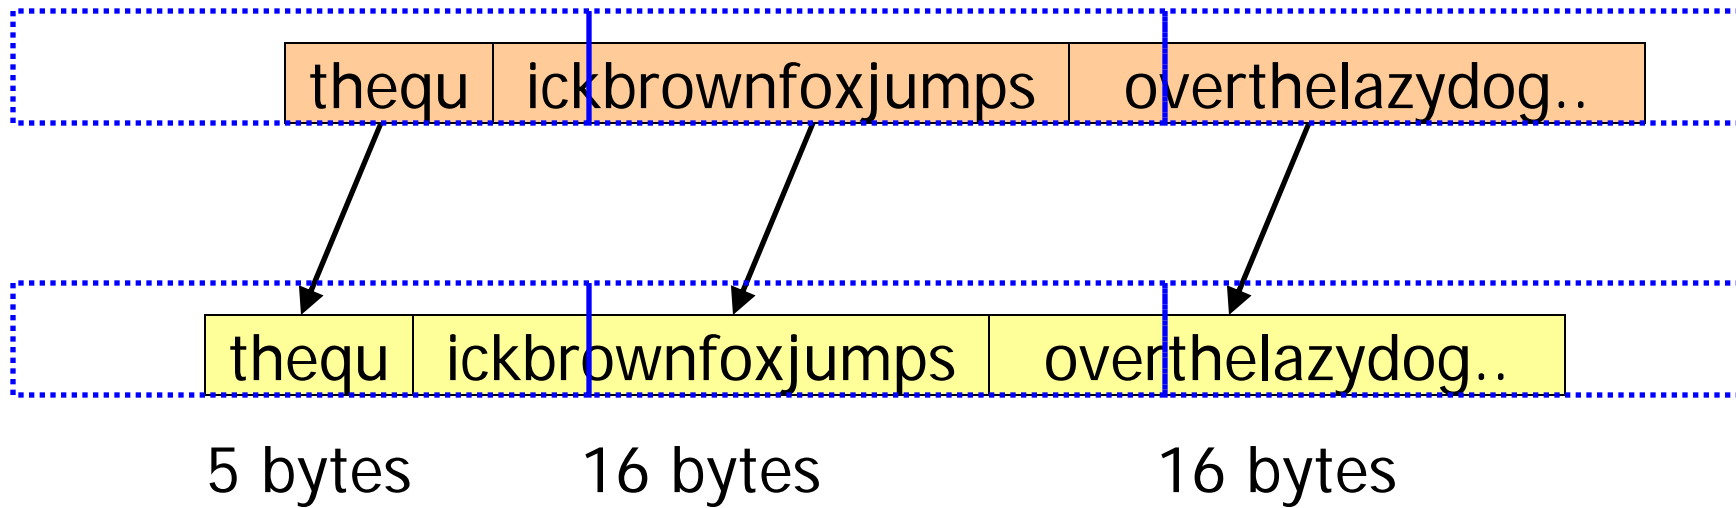 thequ ickbrownfoxjumps overthelazydog..
thequ ickbrownfoxjumps overthelazydog..
5 bytes 16 bytes 16 bytes